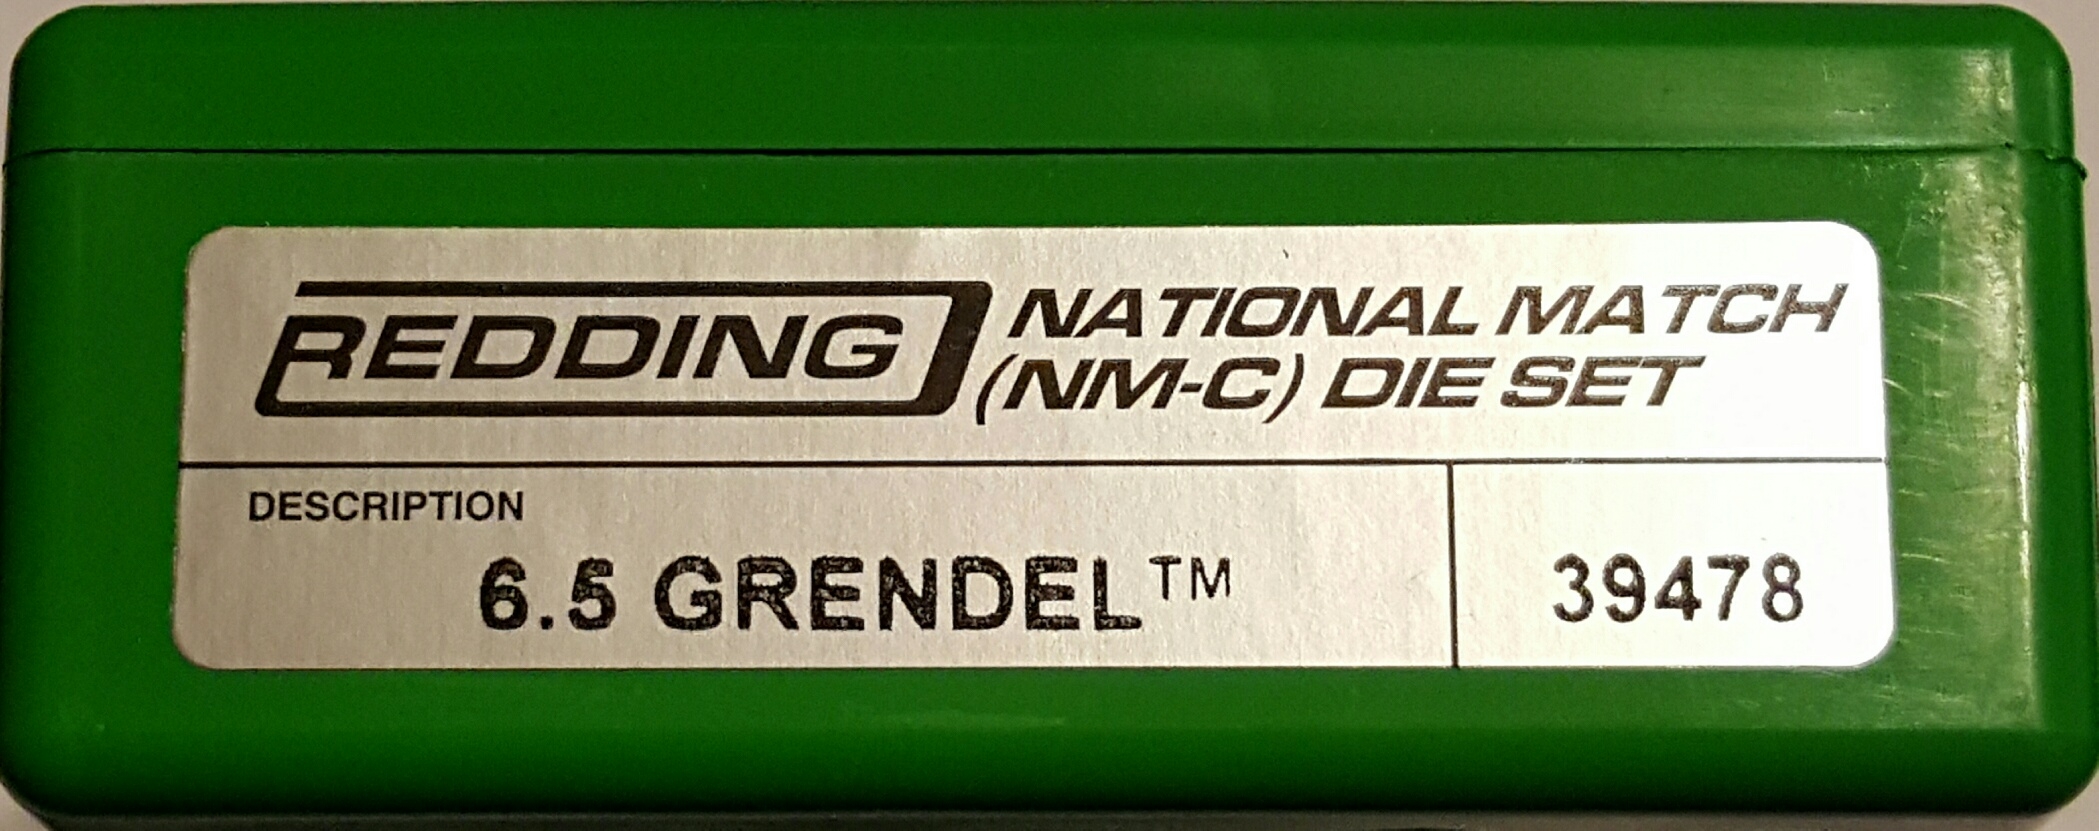 REDDING NATIONAL MATCH
(NM-C) DIE SET
DESCRIPTION
6.5 GRENDEL™
39478